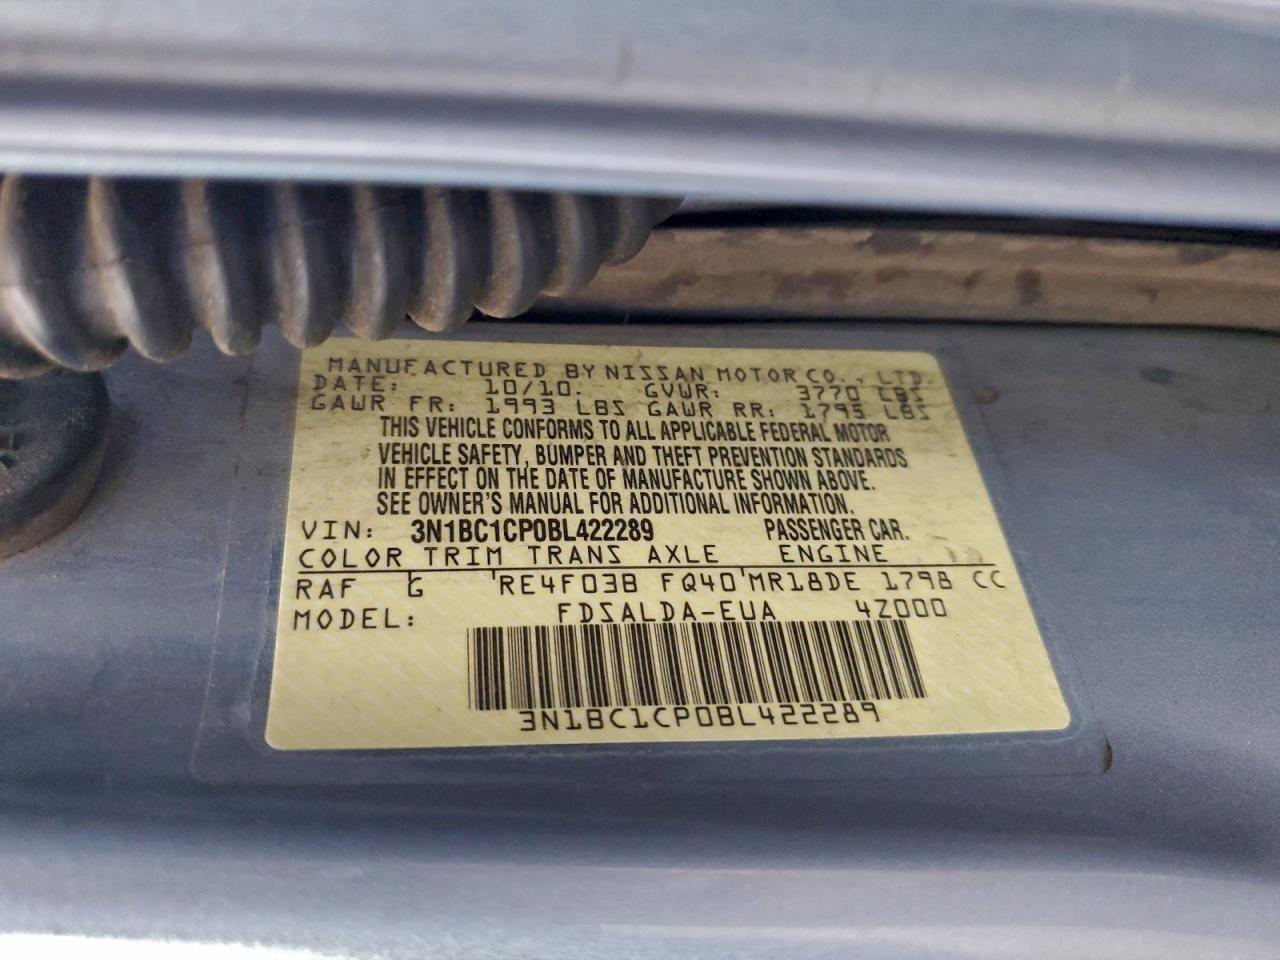 MANUFACTURED BY NISSAN MOTOR CO., LTD.
DATE: 10/10. GVWR: 3770 LBS
GAWR FR: 1993 LBS GAWR RR: 1795 LBS
THIS VEHICLE CONFORMS TO ALL APPLICABLE FEDERAL MOTOR
VEHICLE SAFETY, BUMPER AND THEFT PREVENTION STANDARDS
IN EFFECT ON THE DATE OF MANUFACTURE SHOWN ABOVE.
SEE OWNER'S MANUAL FOR ADDITIONAL INFORMATION.
VIN: 3N1BC1CP0BL422289 PASSENGER CAR.
COLOR TRIM TRANS AXLE ENGINE
RAF G RE4F03B FQ40 MR18DE 1798 CC
MODEL: FDSALDA-EUA 4Z000
3N1BC1CP0BL422289